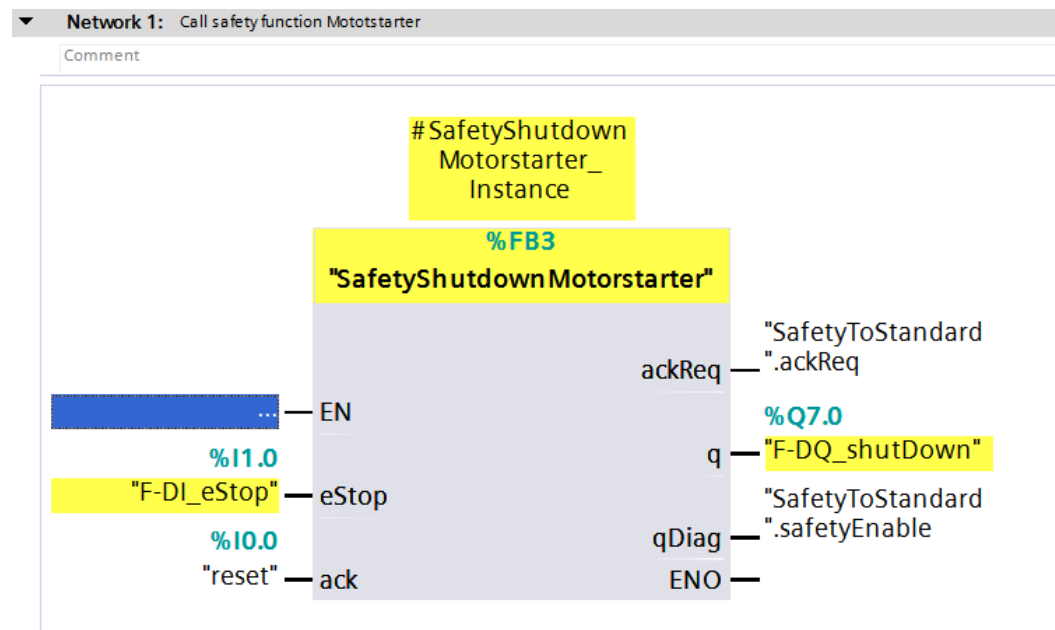 Network 1: Call safety function Mototstarter
Comment
#SafetyShutdown
Motorstarter_
Instance
%FB3
"SafetyShutdownMotorstarter"
"SafetyToStandard
ackReq
".ackReq
...
EN
%Q7.0
%I1.0
q
"F-DQ_shutDown"
"F-DI_eStop"
eStop
"SafetyToStandard
%I0.0
qDiag
".safetyEnable
"reset"
ack
ENO